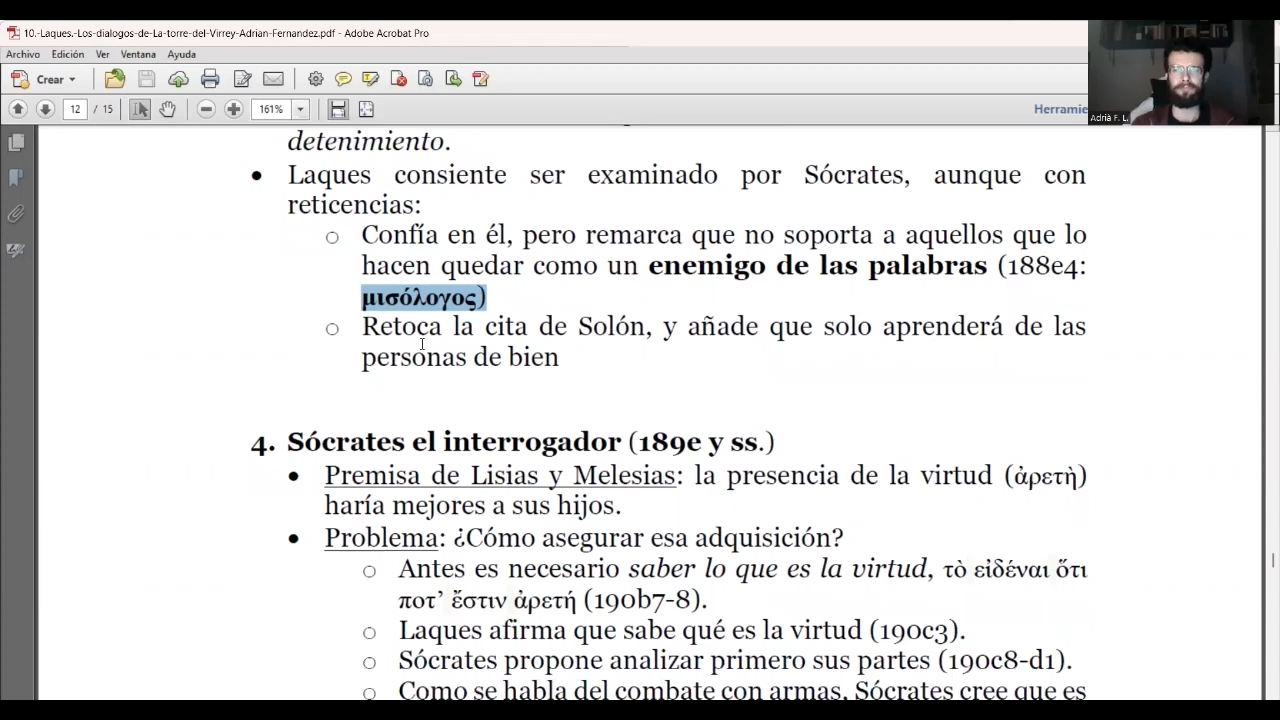 10.-Laques.-Los-dialogos-de-La-torre-del-Virrey-Adrian-Fernandez.pdf - Adobe Acrobat Pro
Archivo Edición Ver Ventana Ayuda
Crear
12 / 15 161% Herramie
Adrià F. L.
detenimiento.
• Laques consiente ser examinado por Sócrates, aunque con
reticencias:
○ Confía en él, pero remarca que no soporta a aquellos que lo
hacen quedar como un enemigo de las palabras (188e4:
μισόλογος)
○ Retoca la cita de Solón, y añade que solo aprenderá de las
personas de bien
4. Sócrates el interrogador (189e y ss.)
• Premisa de Lisias y Melesias: la presencia de la virtud (ἀρετὴ)
haría mejores a sus hijos.
• Problema: ¿Cómo asegurar esa adquisición?
○ Antes es necesario saber lo que es la virtud, τὸ εἰδέναι ὅτι
ποτ’ ἔστιν ἀρετή (190b7-8).
○ Laques afirma que sabe qué es la virtud (190c3).
○ Sócrates propone analizar primero sus partes (190c8-d1).
○ Como se habla del combate con armas, Sócrates cree que es